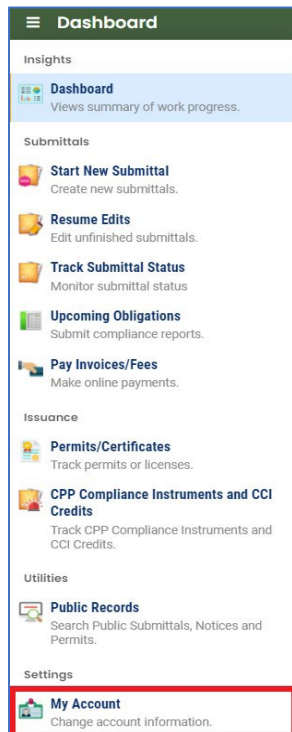 Dashboard
Insights
Dashboard
Views summary of work progress.
Submittals
Start New Submittal
Create new submittals.
Resume Edits
Edit unfinished submittals.
Track Submittal Status
Monitor submittal status
Upcoming Obligations
Submit compliance reports.
Pay Invoices/Fees
Make online payments.
Issuance
Permits/Certificates
Track permits or licenses.
CPP Compliance Instruments and CCI
Credits
Track CPP Compliance Instruments and
CCI Credits.
Utilities
Public Records
Search Public Submittals, Notices and
Permits.
Settings
My Account
Change account information.